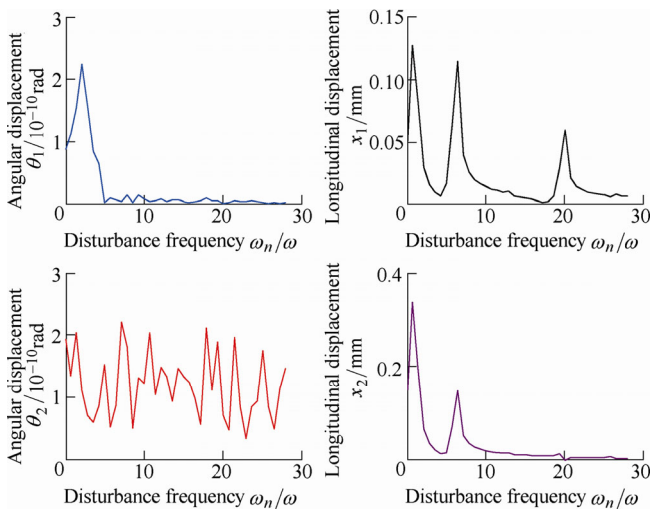 Angular displacement
θ₁/10⁻¹⁰rad
3
2
1
0
10
20
30
Disturbance frequency ωₙ/ω
Longitudinal displacement
x₁/mm
0.15
0.10
0.05
0
10
20
30
Disturbance frequency ωₙ/ω
Angular displacement
θ₂/10⁻¹⁰rad
3
2
1
0
10
20
30
Disturbance frequency ωₙ/ω
Longitudinal displacement
x₂/mm
0.4
0.2
0
10
20
30
Disturbance frequency ωₙ/ω